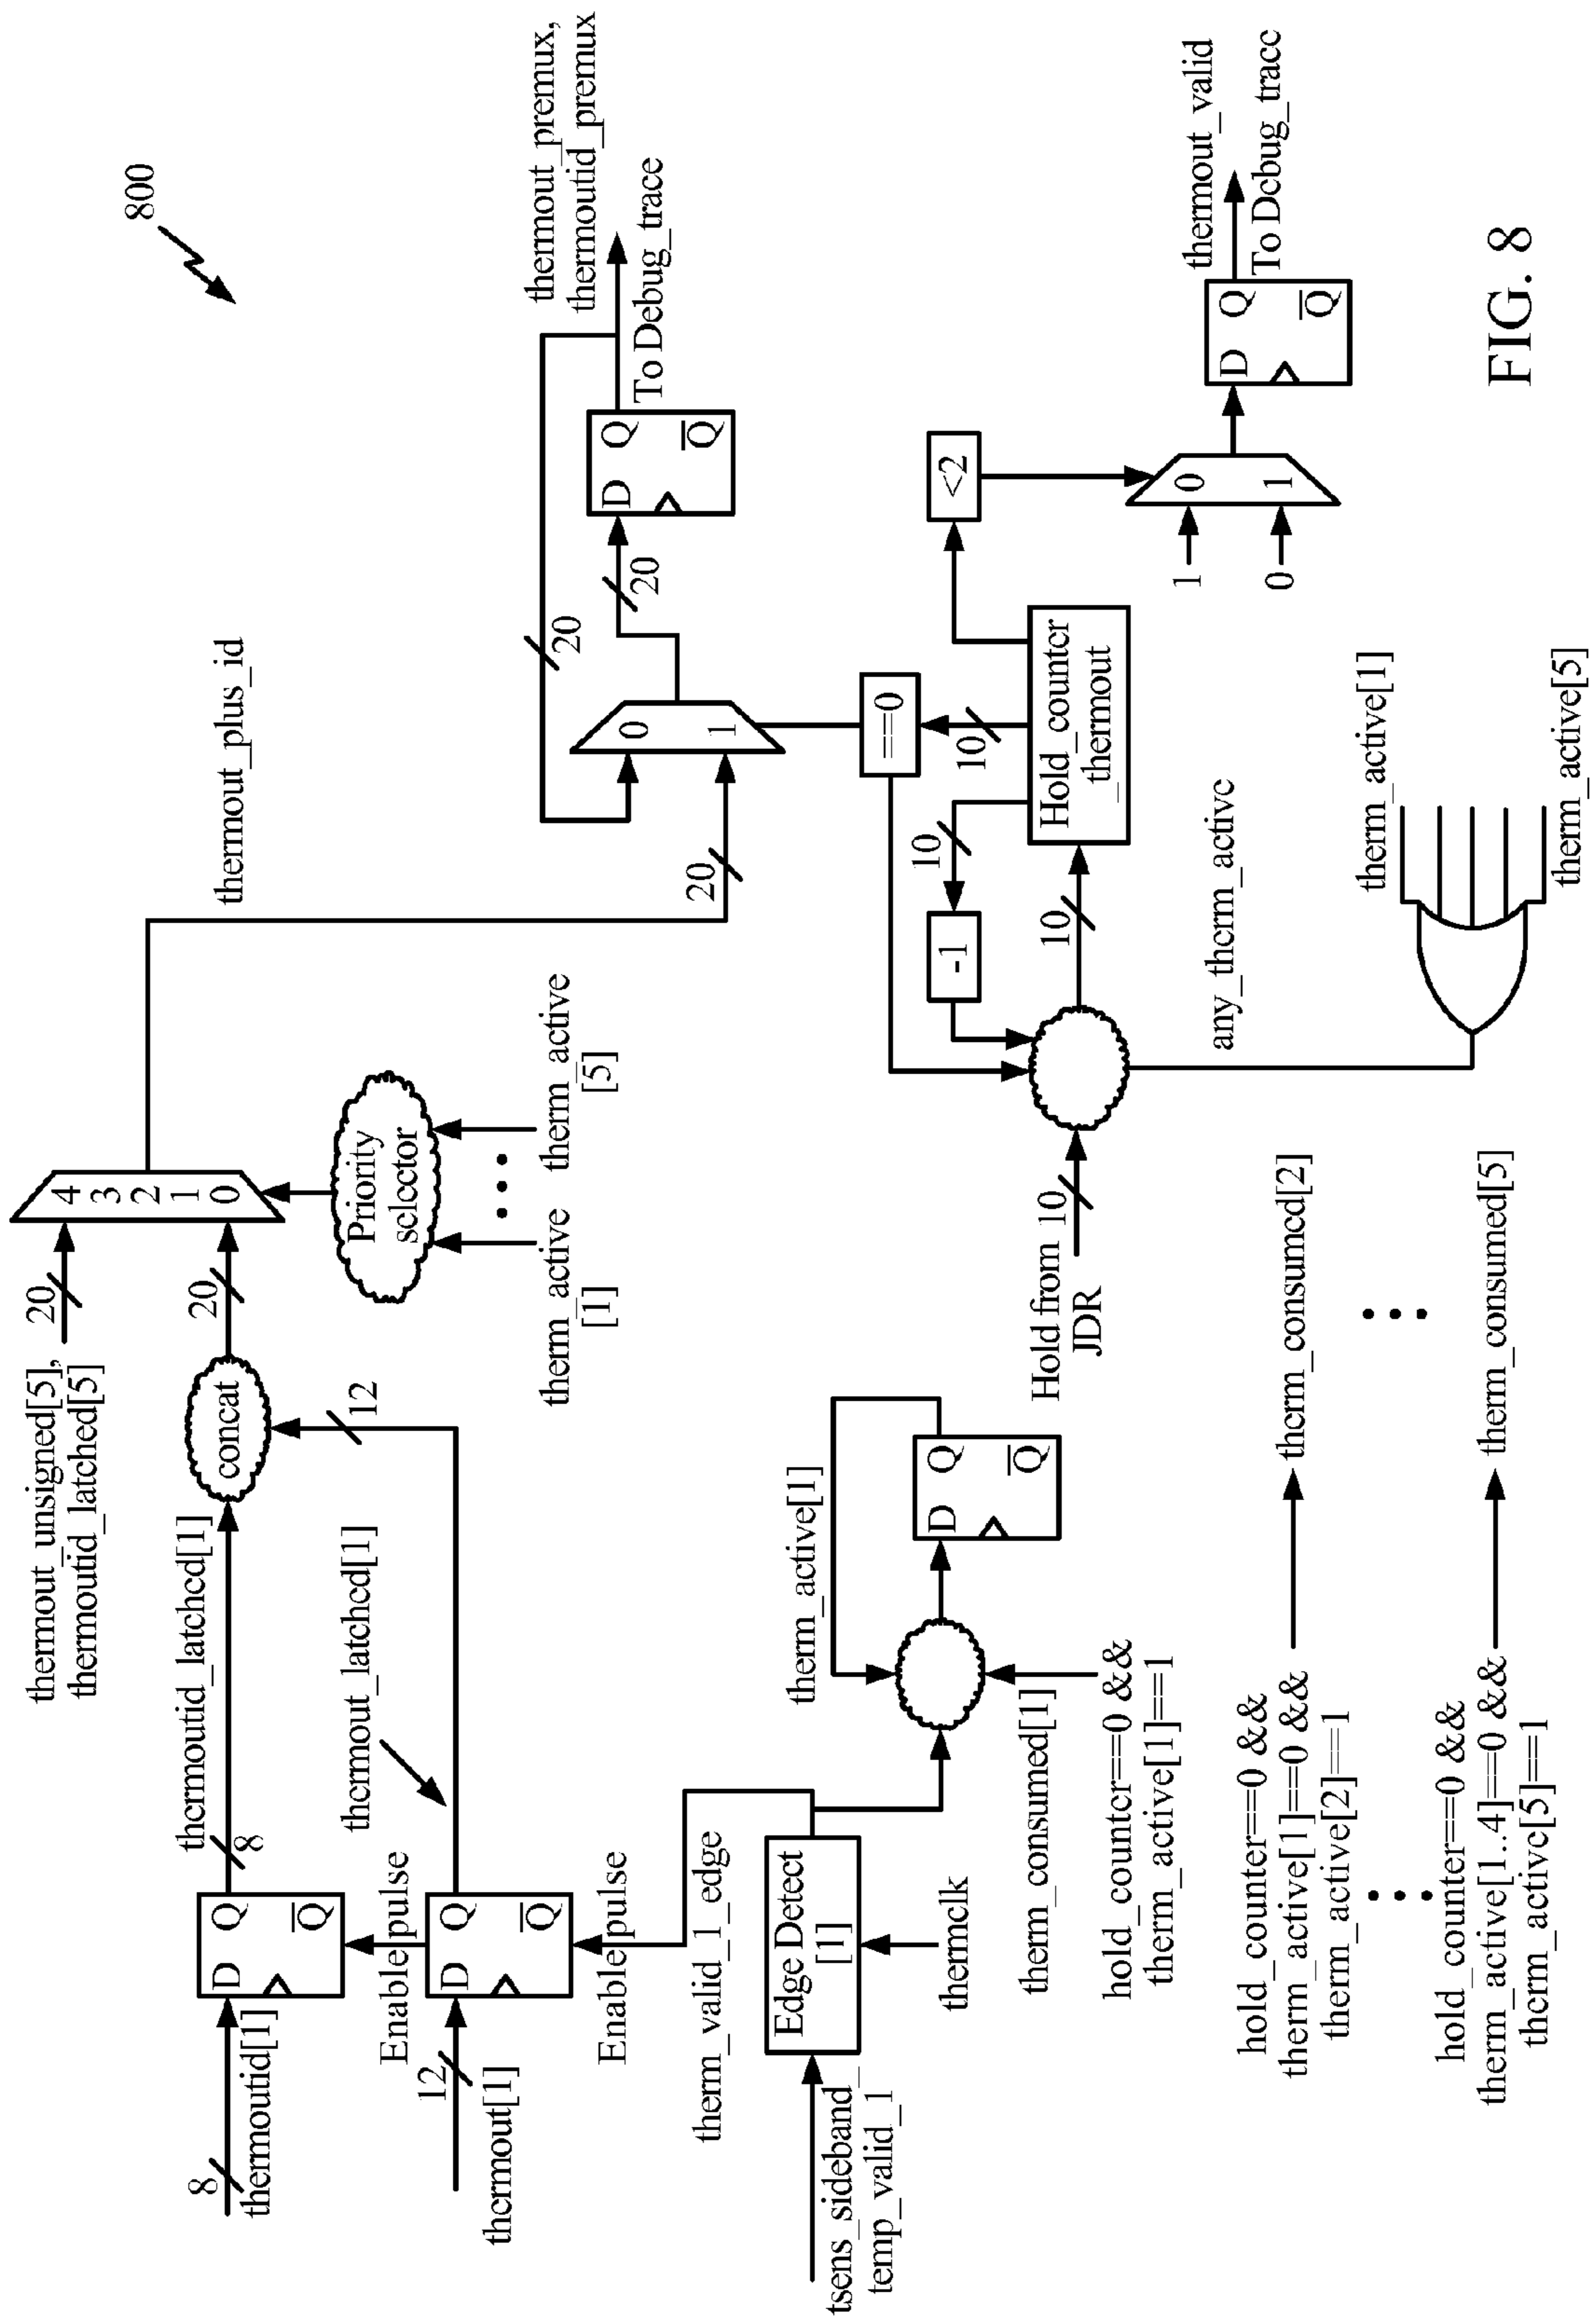 800
thermout_unsigned[5],
thermoutid_latched[5]
20
4
3
2
1
0
thermout_plus_id
thermout_premux,
thermoutid_premux
To Debug_trace
8
thermoutid[1]
D Q
Q
8
thermoutid_latched[1]
concat
20
Priority
selector
therm_active
[1]
therm_active
[5]
Enable pulse
12
thermout[1]
D Q
Q
thermout_latched[1]
12
Enable pulse
20
20
0
1
20
D Q
Q
therm_valid_1_edge
tsens_sideband_
temp_valid_1
Edge Detect
[1]
thermclk
therm_active[1]
D Q
Q
therm_consumed[1]
hold_counter==0 &&
therm_active[1]==1
Hold from
JDR
10
10
-1
10
==0
10
Hold_counter
_thermout
<2
1
0
0
1
D Q
Q
thermout_valid
To Debug_trace
any_therm_active
therm_active[1]
therm_active[5]
hold_counter==0 &&
therm_active[1]==0 &&
therm_active[2]==1
therm_consumed[2]
hold_counter==0 &&
therm_active[1..4]==0 &&
therm_active[5]==1
therm_consumed[5]
FIG. 8